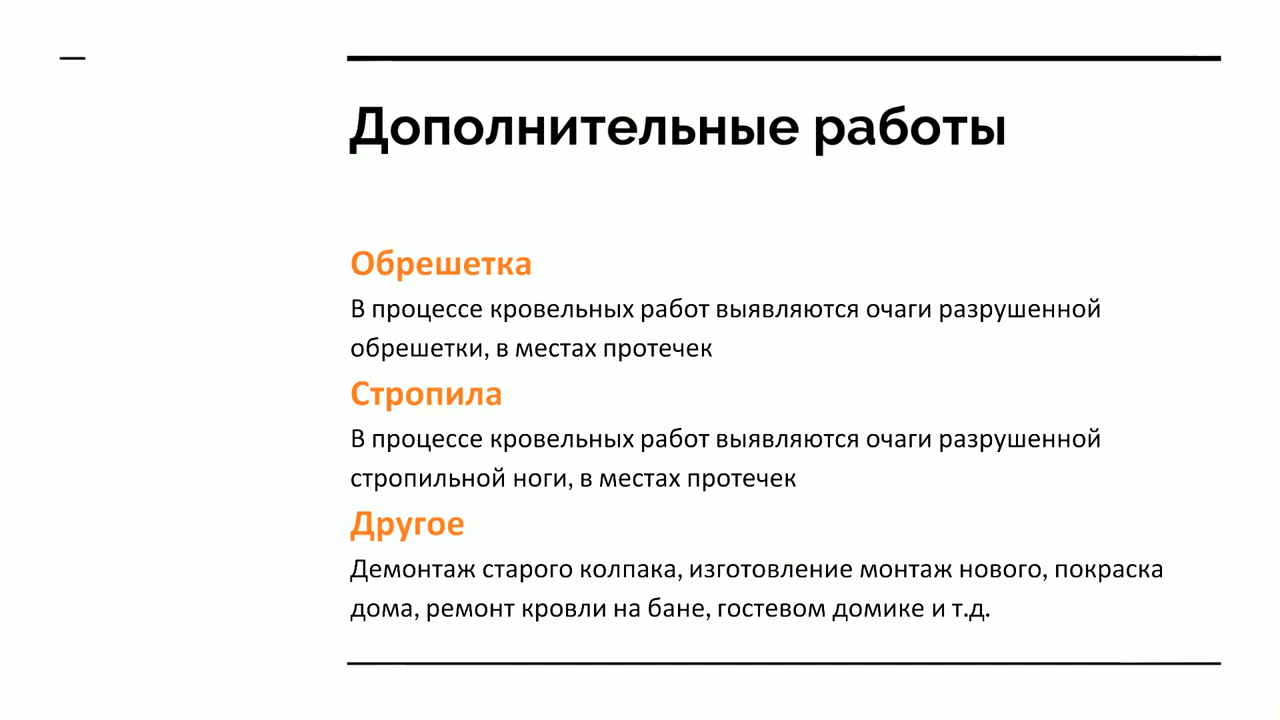 Дополнительные работы
Обрешетка
В процессе кровельных работ выявляются очаги разрушенной
обрешетки, в местах протечек
Стропила
В процессе кровельных работ выявляются очаги разрушенной
стропильной ноги, в местах протечек
Другое
Демонтаж старого колпака, изготовление монтаж нового, покраска
дома, ремонт кровли на бане, гостевом домике и т.д.